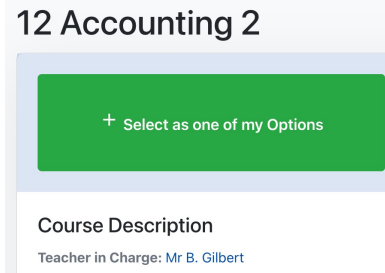 12 Accounting 2
+ Select as one of my Options
Course Description
Teacher in Charge: Mr B. Gilbert